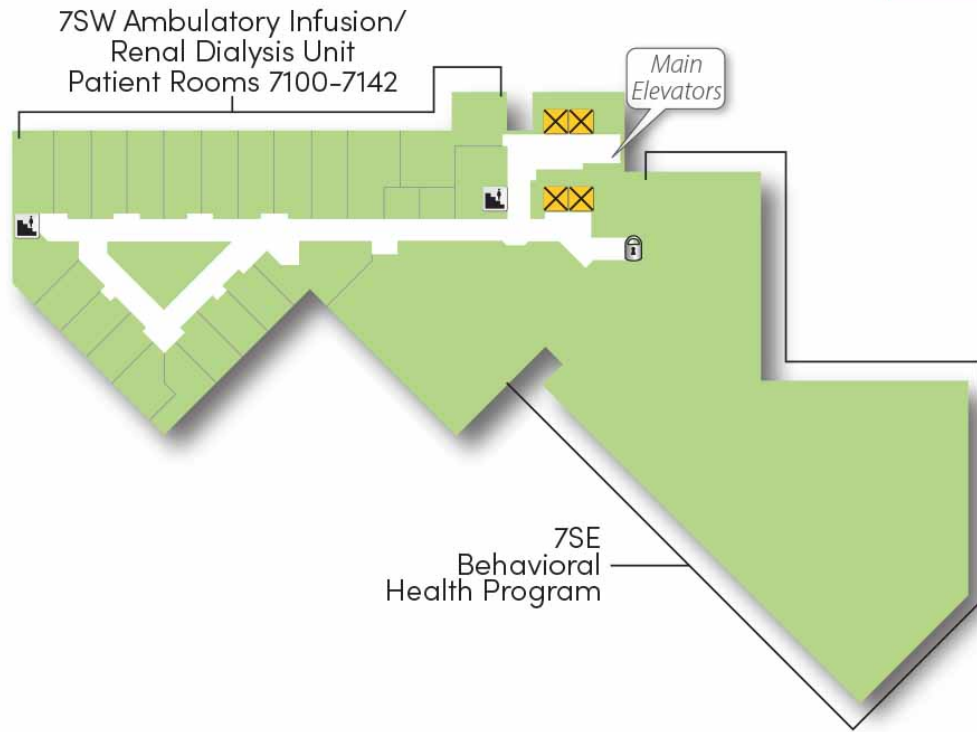 7SW Ambulatory Infusion/
Renal Dialysis Unit
Patient Rooms 7100-7142
Main
Elevators
7SE
Behavioral
Health Program